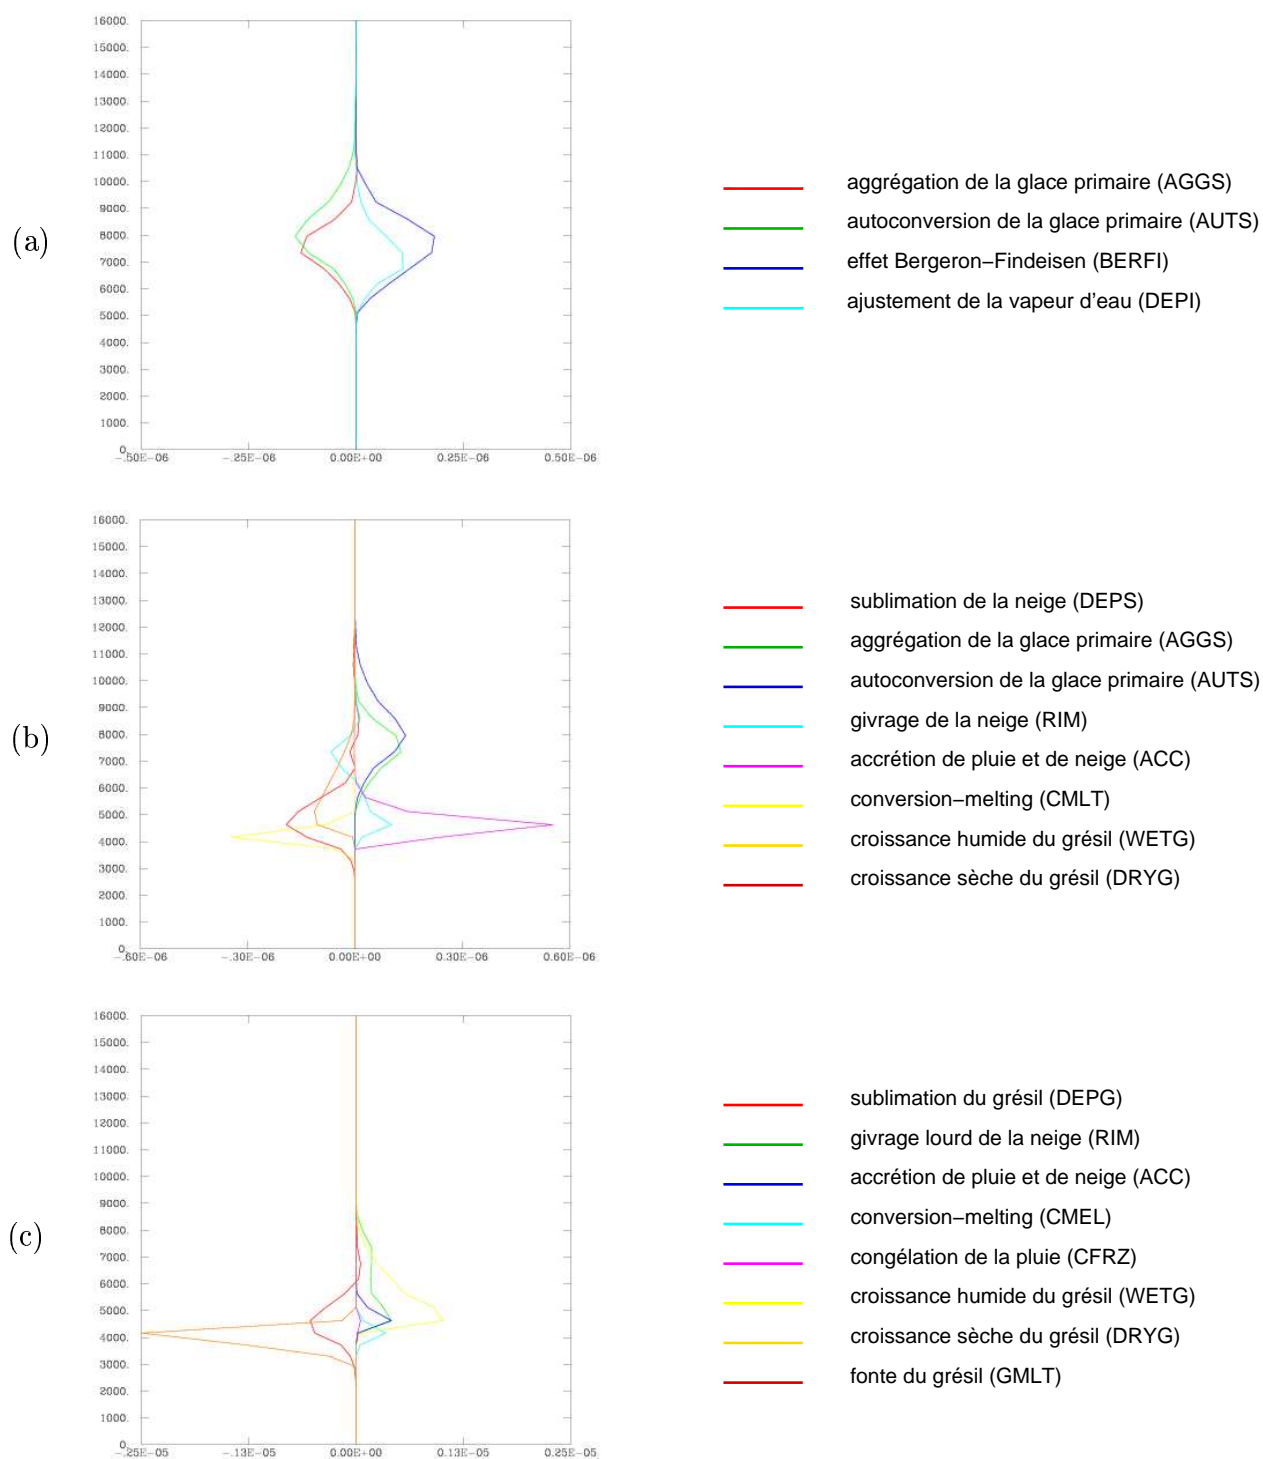 (a)
16000.
15000.
14000.
13000.
12000.
11000.
10000.
9000.
8000.
7000.
6000.
5000.
4000.
3000.
2000.
1000.
0.
-.50E-06 -.25E-06 0.00E+00 0.25E-06 0.50E-06
aggrégation de la glace primaire (AGGS)
autoconversion de la glace primaire (AUTS)
effet Bergeron−Findeisen (BERFI)
ajustement de la vapeur d'eau (DEPI)
(b)
16000.
15000.
14000.
13000.
12000.
11000.
10000.
9000.
8000.
7000.
6000.
5000.
4000.
3000.
2000.
1000.
0.
-.60E-06 -.30E-06 0.00E+00 0.30E-06 0.60E-06
sublimation de la neige (DEPS)
aggrégation de la glace primaire (AGGS)
autoconversion de la glace primaire (AUTS)
givrage de la neige (RIM)
accrétion de pluie et de neige (ACC)
conversion−melting (CMLT)
croissance humide du grésil (WETG)
croissance sèche du grésil (DRYG)
(c)
16000.
15000.
14000.
13000.
12000.
11000.
10000.
9000.
8000.
7000.
6000.
5000.
4000.
3000.
2000.
1000.
0.
-.25E-05 -.13E-05 0.00E+00 0.13E-05 0.25E-05
sublimation du grésil (DEPG)
givrage lourd de la neige (RIM)
accrétion de pluie et de neige (ACC)
conversion−melting (CMEL)
congélation de la pluie (CFRZ)
croissance humide du grésil (WETG)
croissance sèche du grésil (DRYG)
fonte du grésil (GMLT)